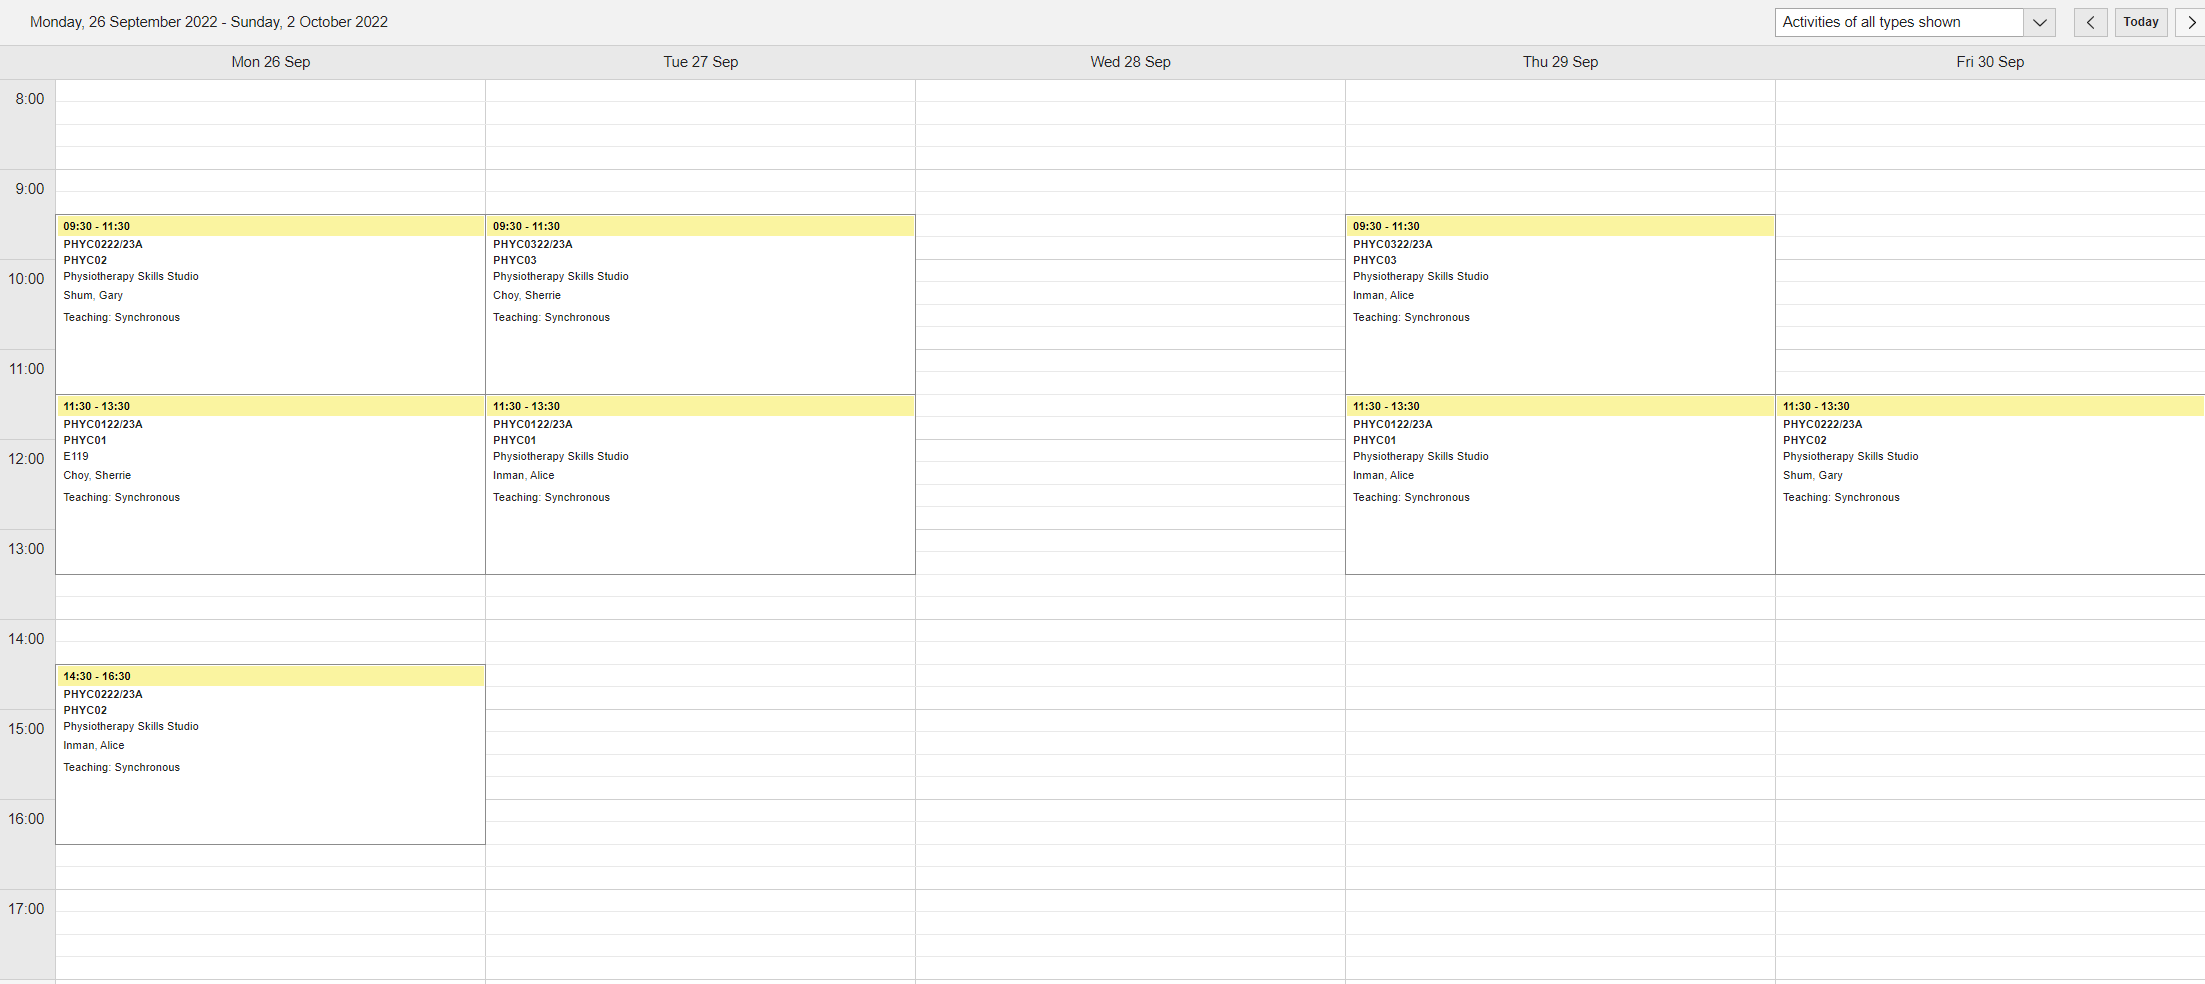 Monday, 26 September 2022 - Sunday, 2 October 2022
Activities of all types shown
Today
Mon 26 Sep
Tue 27 Sep
Wed 28 Sep
Thu 29 Sep
Fri 30 Sep
8:00
9:00
10:00
11:00
12:00
13:00
14:00
15:00
16:00
17:00
09:30 - 11:30
PHYC0222/23A
PHYC02
Physiotherapy Skills Studio
Shum, Gary
Teaching: Synchronous
11:30 - 13:30
PHYC0122/23A
PHYC01
E119
Choy, Sherrie
Teaching: Synchronous
14:30 - 16:30
PHYC0222/23A
PHYC02
Physiotherapy Skills Studio
Inman, Alice
Teaching: Synchronous
09:30 - 11:30
PHYC0322/23A
PHYC03
Physiotherapy Skills Studio
Choy, Sherrie
Teaching: Synchronous
11:30 - 13:30
PHYC0122/23A
PHYC01
Physiotherapy Skills Studio
Inman, Alice
Teaching: Synchronous
09:30 - 11:30
PHYC0322/23A
PHYC03
Physiotherapy Skills Studio
Inman, Alice
Teaching: Synchronous
11:30 - 13:30
PHYC0122/23A
PHYC01
Physiotherapy Skills Studio
Inman, Alice
Teaching: Synchronous
11:30 - 13:30
PHYC0222/23A
PHYC02
Physiotherapy Skills Studio
Shum, Gary
Teaching: Synchronous